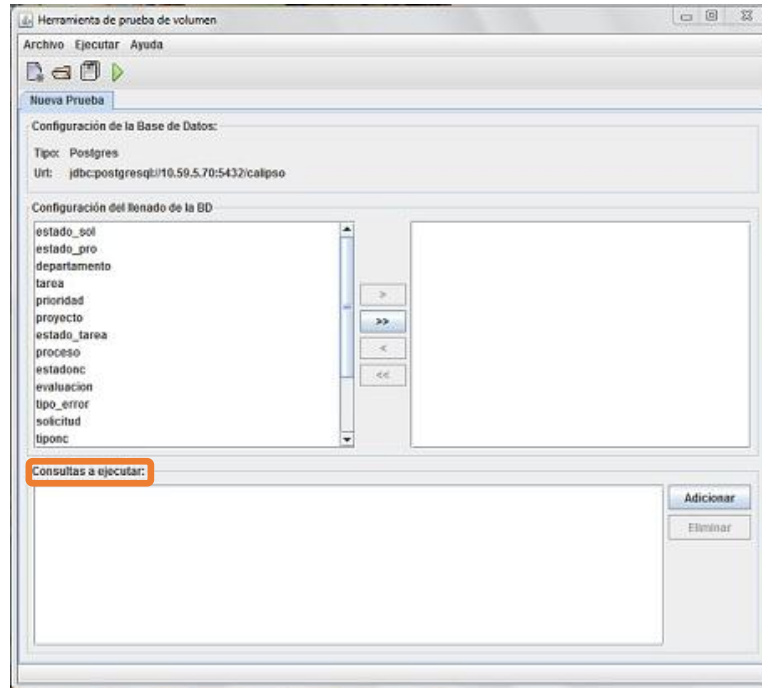 Herramienta de prueba de volumen
Archivo Ejecutar Ayuda
Nueva Prueba
Configuración de la Base de Datos:
Tipo: Postgres
Url: jdbc:postgresql://10.59.5.70:5432/calipso
Configuración del llenado de la BD
estado_sol
estado_pro
departamento
tarea
prioridad
proyecto
estado_tarea
proceso
estadonc
evaluacion
tipo_error
solicitud
tiponc
>
>>
<
<<
Consultas a ejecutar:
Adicionar
Eliminar